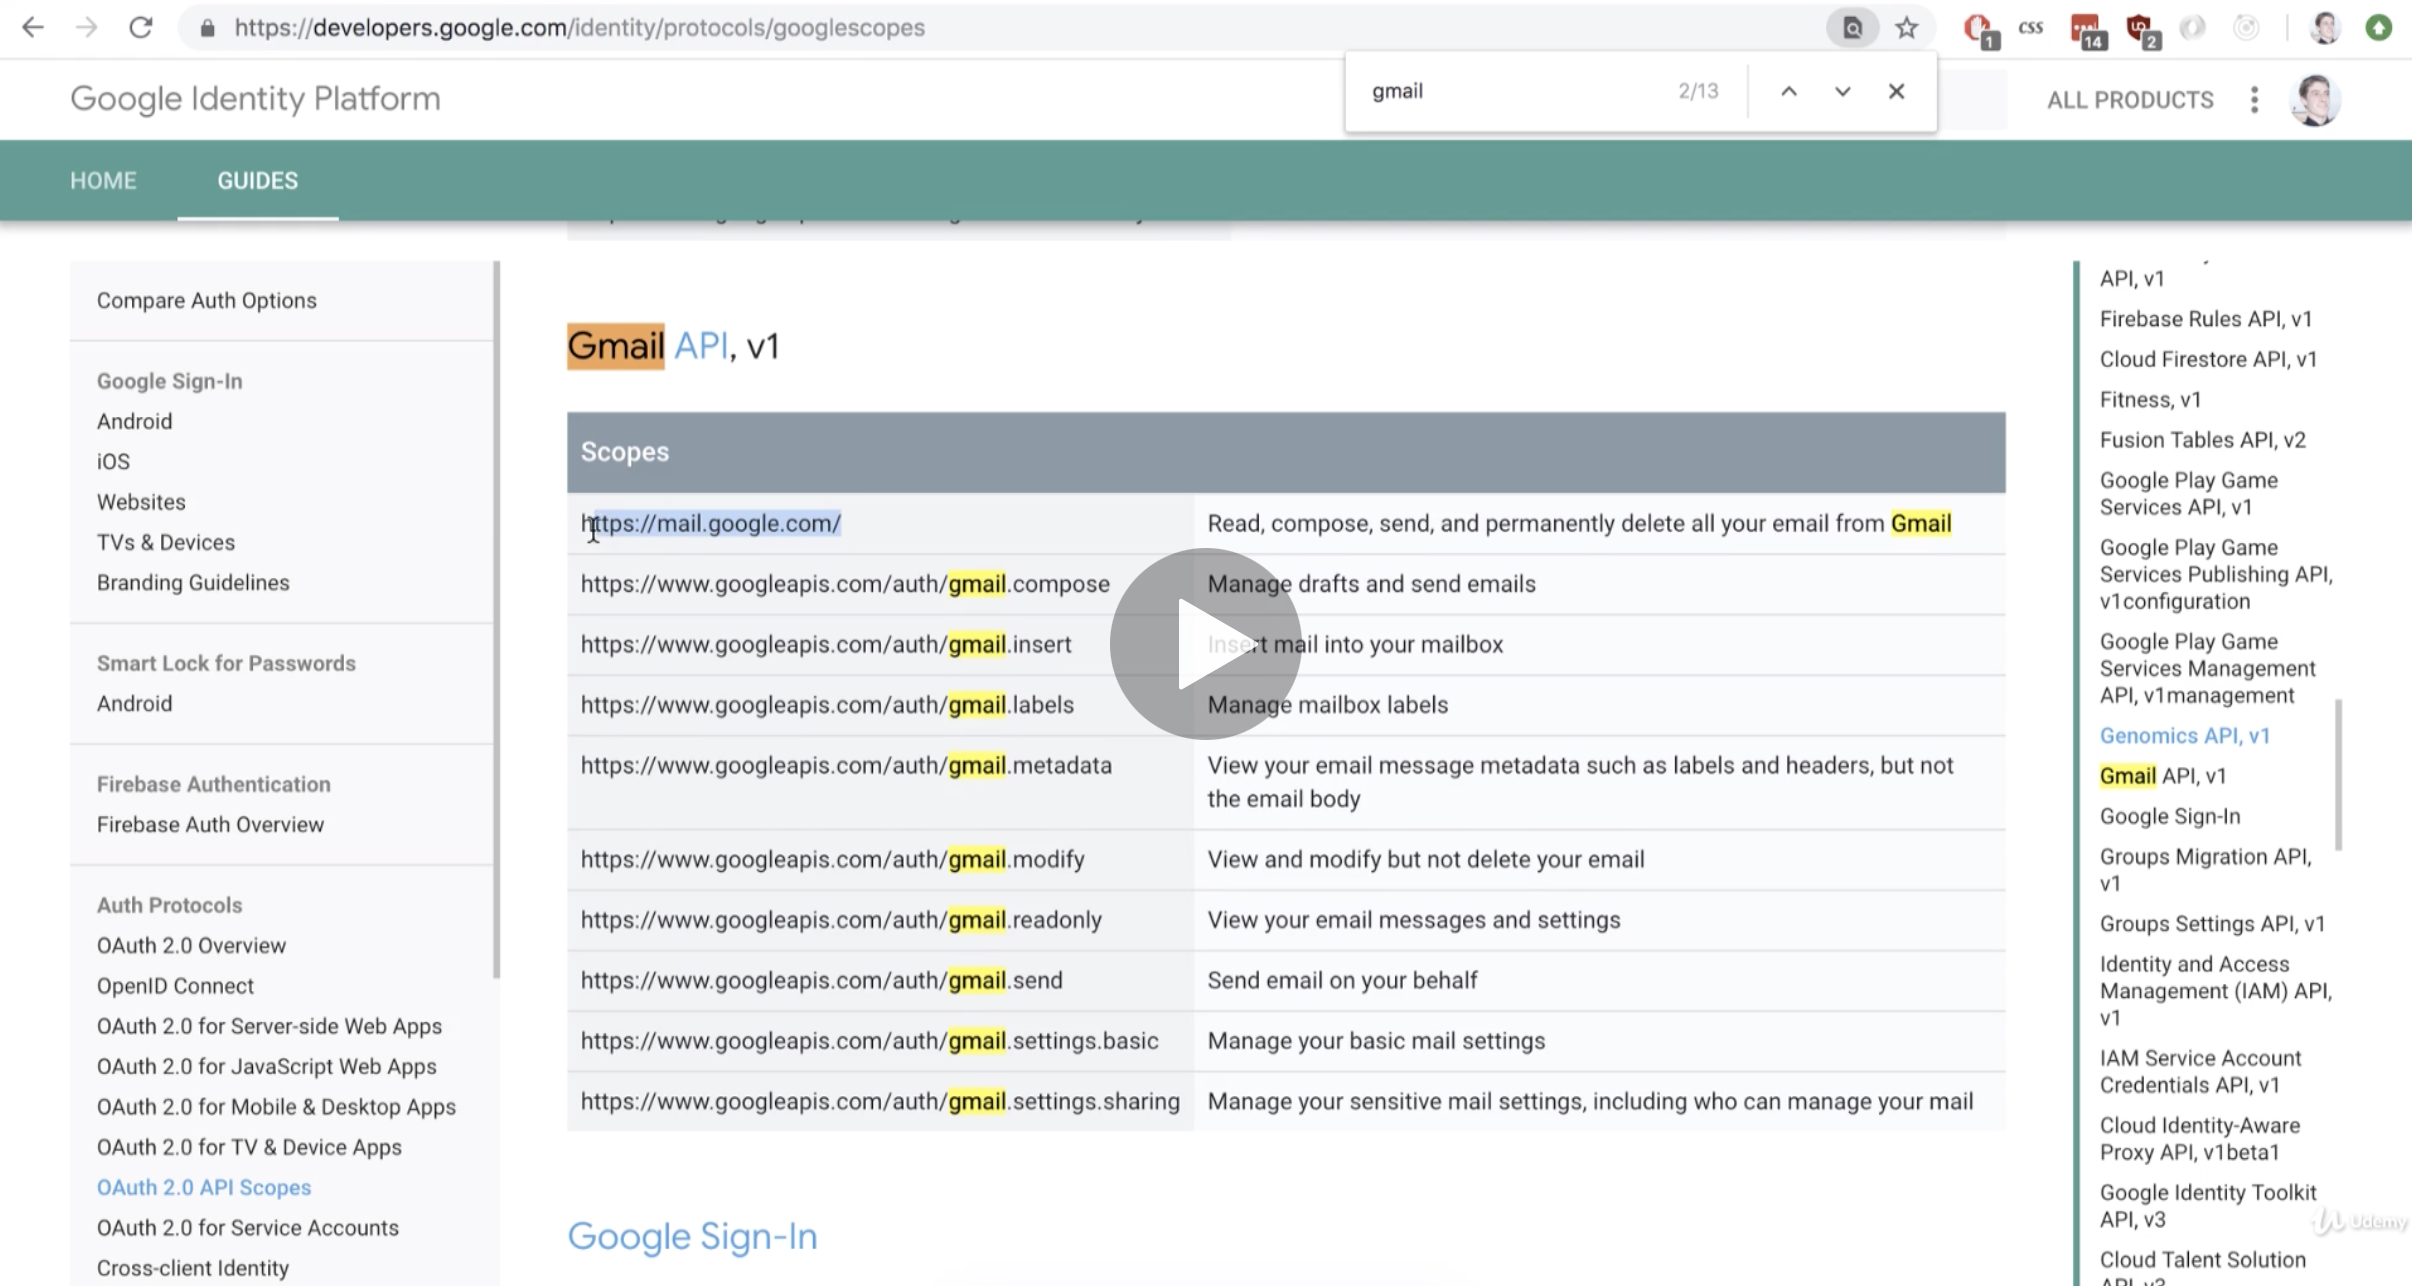 https://developers.google.com/identity/protocols/googlescopes
1
css
14
2
Google Identity Platform
gmail
2/13
ALL PRODUCTS
HOME
GUIDES
Compare Auth Options
Google Sign-In
Android
iOS
Websites
TVs & Devices
Branding Guidelines
Smart Lock for Passwords
Android
Firebase Authentication
Firebase Auth Overview
Auth Protocols
OAuth 2.0 Overview
OpenID Connect
OAuth 2.0 for Server-side Web Apps
OAuth 2.0 for JavaScript Web Apps
OAuth 2.0 for Mobile & Desktop Apps
OAuth 2.0 for TV & Device Apps
OAuth 2.0 API Scopes
OAuth 2.0 for Service Accounts
Cross-client Identity
Gmail API, v1
Scopes
https://mail.google.com/
Read, compose, send, and permanently delete all your email from Gmail
https://www.googleapis.com/auth/gmail.compose
Manage drafts and send emails
https://www.googleapis.com/auth/gmail.insert
Insert mail into your mailbox
https://www.googleapis.com/auth/gmail.labels
Manage mailbox labels
https://www.googleapis.com/auth/gmail.metadata
View your email message metadata such as labels and headers, but not
the email body
https://www.googleapis.com/auth/gmail.modify
View and modify but not delete your email
https://www.googleapis.com/auth/gmail.readonly
View your email messages and settings
https://www.googleapis.com/auth/gmail.send
Send email on your behalf
https://www.googleapis.com/auth/gmail.settings.basic
Manage your basic mail settings
https://www.googleapis.com/auth/gmail.settings.sharing
Manage your sensitive mail settings, including who can manage your mail
Google Sign-In
API, v1
Firebase Rules API, v1
Cloud Firestore API, v1
Fitness, v1
Fusion Tables API, v2
Google Play Game
Services API, v1
Google Play Game
Services Publishing API,
v1configuration
Google Play Game
Services Management
API, v1management
Genomics API, v1
Gmail API, v1
Google Sign-In
Groups Migration API,
v1
Groups Settings API, v1
Identity and Access
Management (IAM) API,
v1
IAM Service Account
Credentials API, v1
Cloud Identity-Aware
Proxy API, v1beta1
Google Identity Toolkit
API, v3
Cloud Talent Solution
Udemy